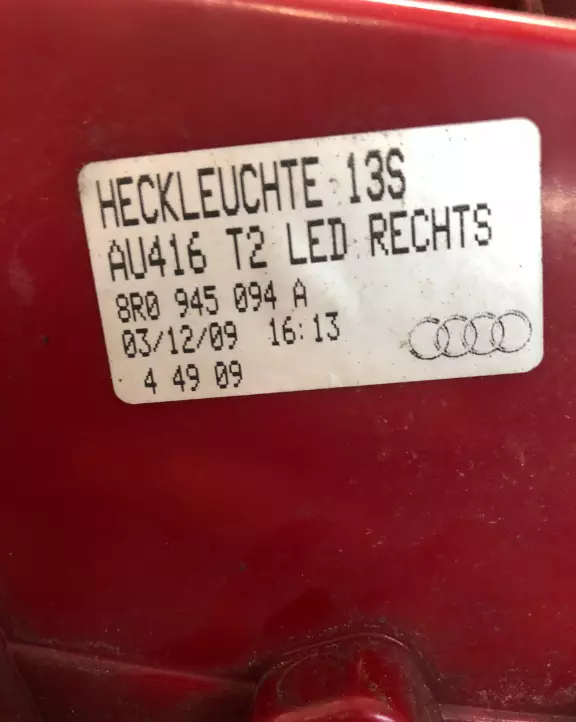 HECKLEUCHTE 13S
AU416 T2 LED RECHTS
8R0 945 094 A
03/12/09 16:13
4 49 09